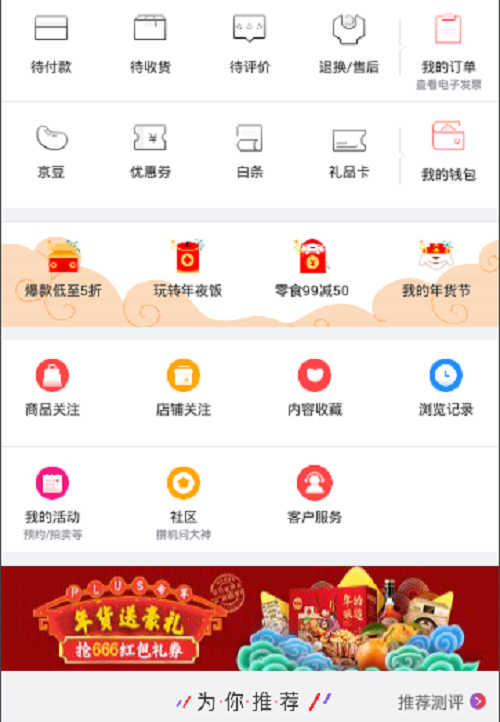 待付款 待收货 待评价 退换/售后 我的订单
查看电子发票
京豆 优惠券 白条 礼品卡 我的钱包
爆款低至5折 玩转年夜饭 零食99减50 我的年货节
商品关注 店铺关注 内容收藏 浏览记录
我的活动 社区 客户服务
预约/拍卖等 攒机问大神
PLUS专享
年货送豪礼
抢666红包礼券
为·你·推·荐 推荐测评